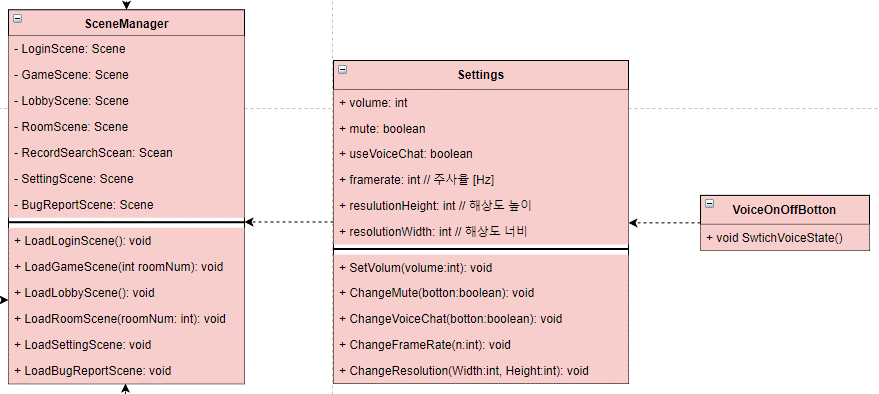 SceneManager
- LoginScene: Scene
- GameScene: Scene
- LobbyScene: Scene
- RoomScene: Scene
- RecordSearchScean: Scean
- SettingScene: Scene
- BugReportScene: Scene
+ LoadLoginScene(): void
+ LoadGameScene(int roomNum): void
+ LoadLobbyScene(): void
+ LoadRoomScene(roomNum: int): void
+ LoadSettingScene: void
+ LoadBugReportScene: void
Settings
+ volume: int
+ mute: boolean
+ useVoiceChat: boolean
+ framerate: int // 주사율 [Hz]
+ resulutionHeight: int // 해상도 높이
+ resolutionWidth: int // 해상도 너비
+ SetVolum(volume:int): void
+ ChangeMute(botton:boolean): void
+ ChangeVoiceChat(botton:boolean): void
+ ChangeFrameRate(n:int): void
+ ChangeResolution(Width:int, Height:int): void
VoiceOnOffBotton
+ void SwtichVoiceState()